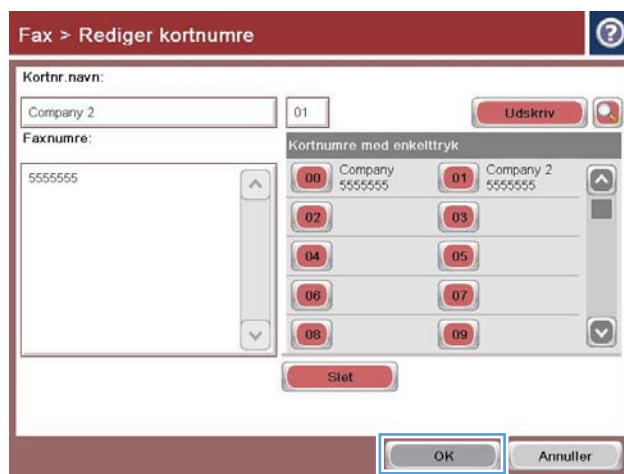 Fax > Rediger kortnumre
?
Kortnr.navn:
Company 2
01
Udskriv
Faxnumre:
5555555
Kortnumre med enkelttryk
00 Company 5555555 01 Company 2 5555555
02 03
04 05
06 07
08 09
Slet
OK Annuller